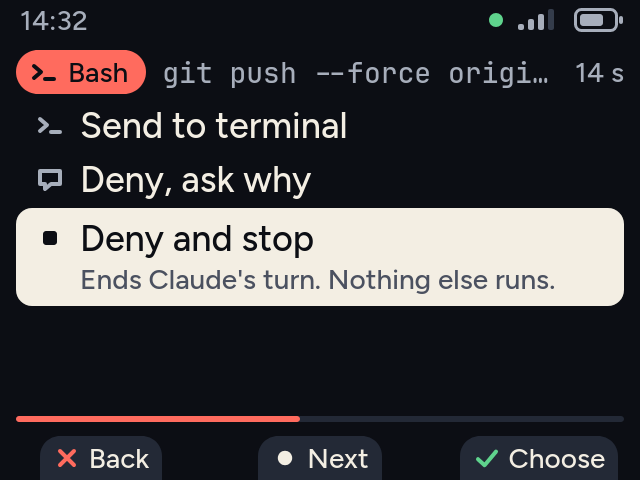 14:32
Bash git push --force origi… 14 s
Send to terminal
Deny, ask why
Deny and stop
Ends Claude's turn. Nothing else runs.
Back Next Choose